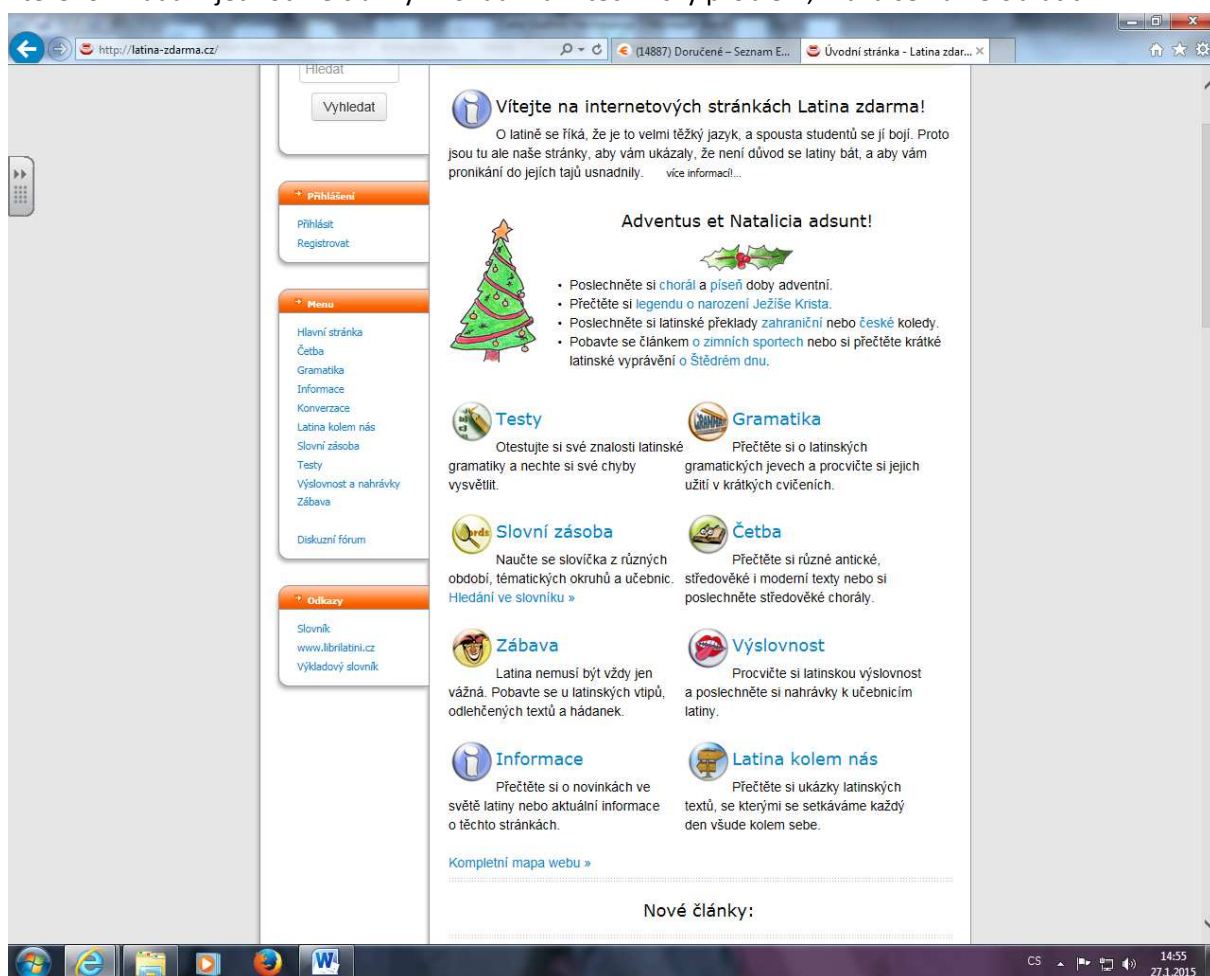 http://latina-zdarma.cz/
(14887) Doručené – Seznam E...
Úvodní stránka - Latina zdar...
Hledat
Vyhledat
Přihlášení
Přihlásit
Registrovat
Menu
Hlavní stránka
Četba
Gramatika
Informace
Konverzace
Latina kolem nás
Slovní zásoba
Testy
Výslovnost a nahrávky
Zábava
Diskuzní fórum
Odkazy
Slovník
www.librilatini.cz
Výkladový slovník
Vítejte na internetových stránkách Latina zdarma!
O latině se říká, že je to velmi těžký jazyk, a spousta studentů se jí bojí. Proto
jsou tu ale naše stránky, aby vám ukázaly, že není důvod se latiny bát, a aby vám
pronikání do jejích tajů usnadnily. více informací!...
Adventus et Natalicia adsunt!
• Poslechněte si chorál a píseň doby adventní.
• Přečtěte si legendu o narození Ježíše Krista.
• Poslechněte si latinské překlady zahraniční nebo české koledy.
• Pobavte se článkem o zimních sportech nebo si přečtěte krátké
latinské vyprávění o Štědrém dnu.
Testy
Otestujte si své znalosti latinské
gramatiky a nechte si své chyby
vysvětlit.
Gramatika
Přečtěte si o latinských
gramatických jevech a procvičte si jejich
užití v krátkých cvičeních.
Slovní zásoba
Naučte se slovíčka z různých
období, tématických okruhů a učebnic.
Hledání ve slovníku »
Četba
Přečtěte si různé antické,
středověké i moderní texty nebo si
poslechněte středověké chorály.
Zábava
Latina nemusí být vždy jen
vážná. Pobavte se u latinských vtipů,
odlehčených textů a hádanek.
Výslovnost
Procvičte si latinskou výslovnost
a poslechněte si nahrávky k učebnicím
latiny.
Informace
Přečtěte si o novinkách ve
světě latiny nebo aktuální informace
o těchto stránkách.
Latina kolem nás
Přečtěte si ukázky latinských
textů, se kterými se setkáváme každý
den všude kolem sebe.
Kompletní mapa webu »
Nové články:
CS
14:55
27.1.2015